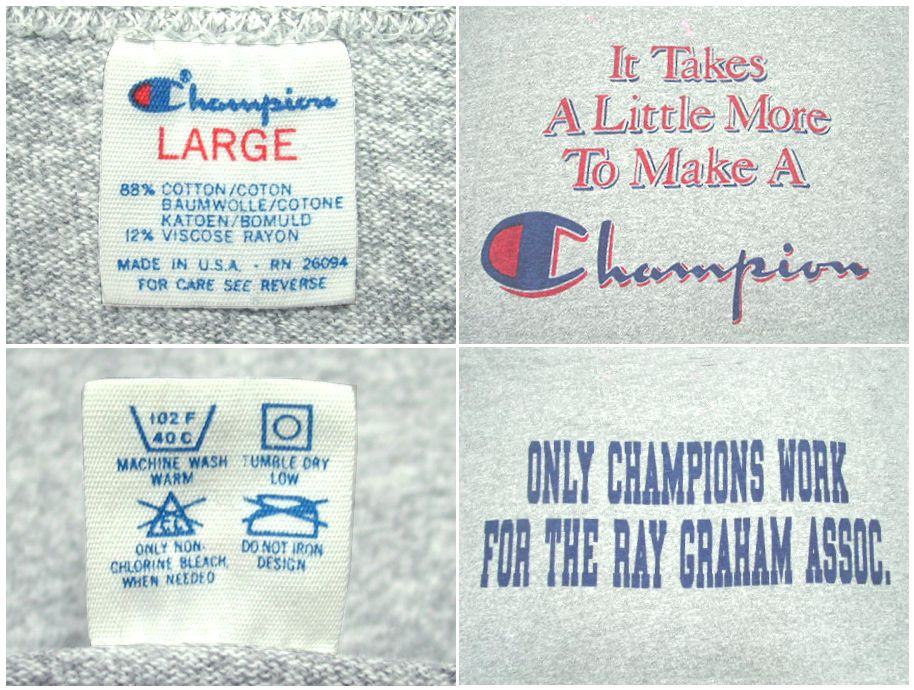 Champion®
LARGE
88% COTTON/COTON
BAUMWOLLE/COTONE
KATOEN/BOMULD
12% VISCOSE RAYON
MADE IN U.S.A. - RN 26094
FOR CARE SEE REVERSE
It Takes
A Little More
To Make A
Champion
102 F
40 C
MACHINE WASH
WARM
TUMBLE DRY
LOW
CL
ONLY NON-
CHLORINE BLEACH,
WHEN NEEDED
DO NOT IRON
DESIGN
ONLY CHAMPIONS WORK
FOR THE RAY GRAHAM ASSOC.